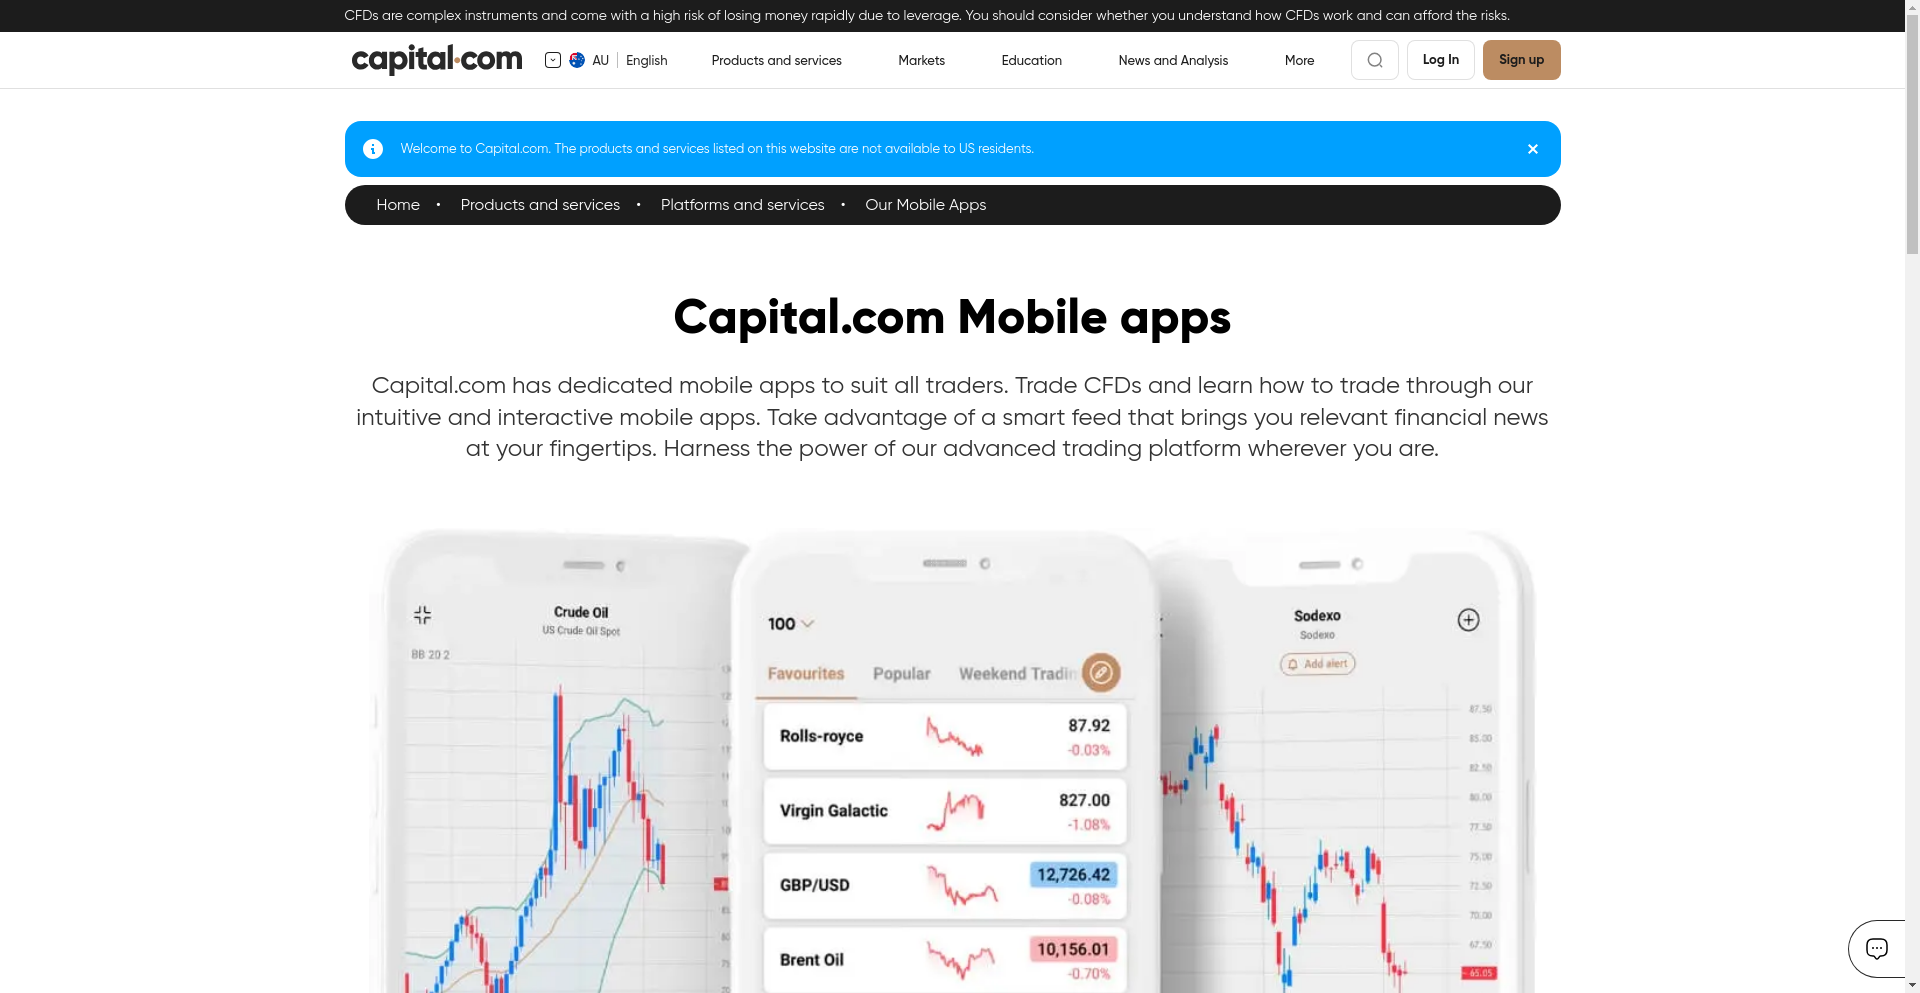 CFDs are complex instruments and come with a high risk of losing money rapidly due to leverage. You should consider whether you understand how CFDs work and can afford the risks.
capital.com
AU English
Products and services
Markets
Education
News and Analysis
More
Log In
Sign up
Welcome to Capital.com. The products and services listed on this website are not available to US residents.
Home • Products and services • Platforms and services • Our Mobile Apps
Capital.com Mobile apps
Capital.com has dedicated mobile apps to suit all traders. Trade CFDs and learn how to trade through our
intuitive and interactive mobile apps. Take advantage of a smart feed that brings you relevant financial news
at your fingertips. Harness the power of our advanced trading platform wherever you are.
Crude Oil
US Crude Oil Spot
BB 20 2
100
Favourites Popular Weekend Tradin
Rolls-royce
87.92
-0.03%
Virgin Galactic
827.00
-1.08%
GBP/USD
12,726.42
-0.08%
Brent Oil
10,156.01
-0.70%
Sodexo
Sodexo
Add alert
87.50
85.00
82.50
80.00
77.50
75.00
72.50
70.00
67.50
65.05